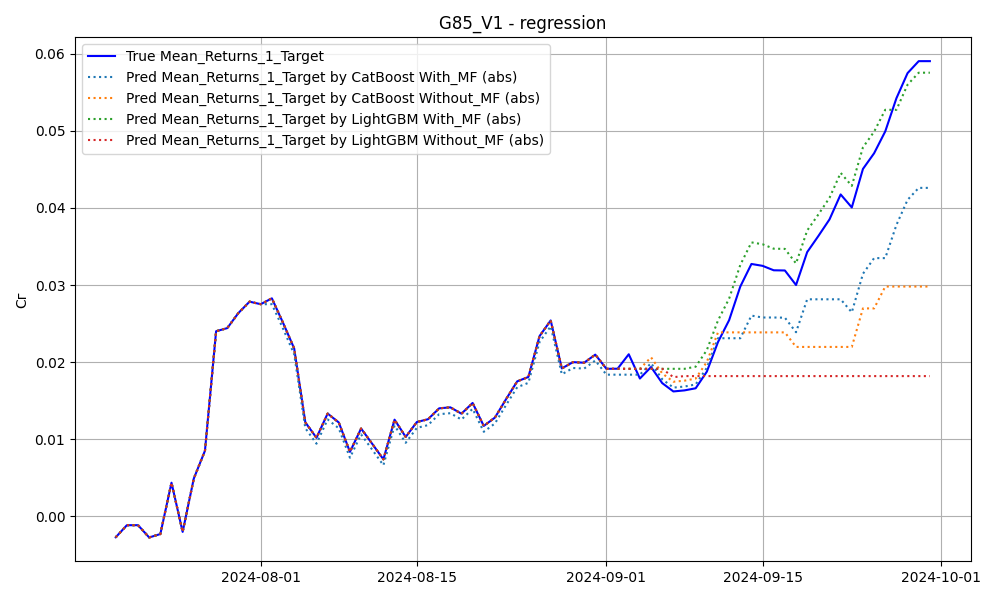 G85_V1 - regression
True Mean_Returns_1_Target
Pred Mean_Returns_1_Target by CatBoost With_MF (abs)
Pred Mean_Returns_1_Target by CatBoost Without_MF (abs)
Pred Mean_Returns_1_Target by LightGBM With_MF (abs)
Pred Mean_Returns_1_Target by LightGBM Without_MF (abs)
0.06
0.05
0.04
0.03
0.02
0.01
0.00
Cr
2024-08-01
2024-08-15
2024-09-01
2024-09-15
2024-10-01